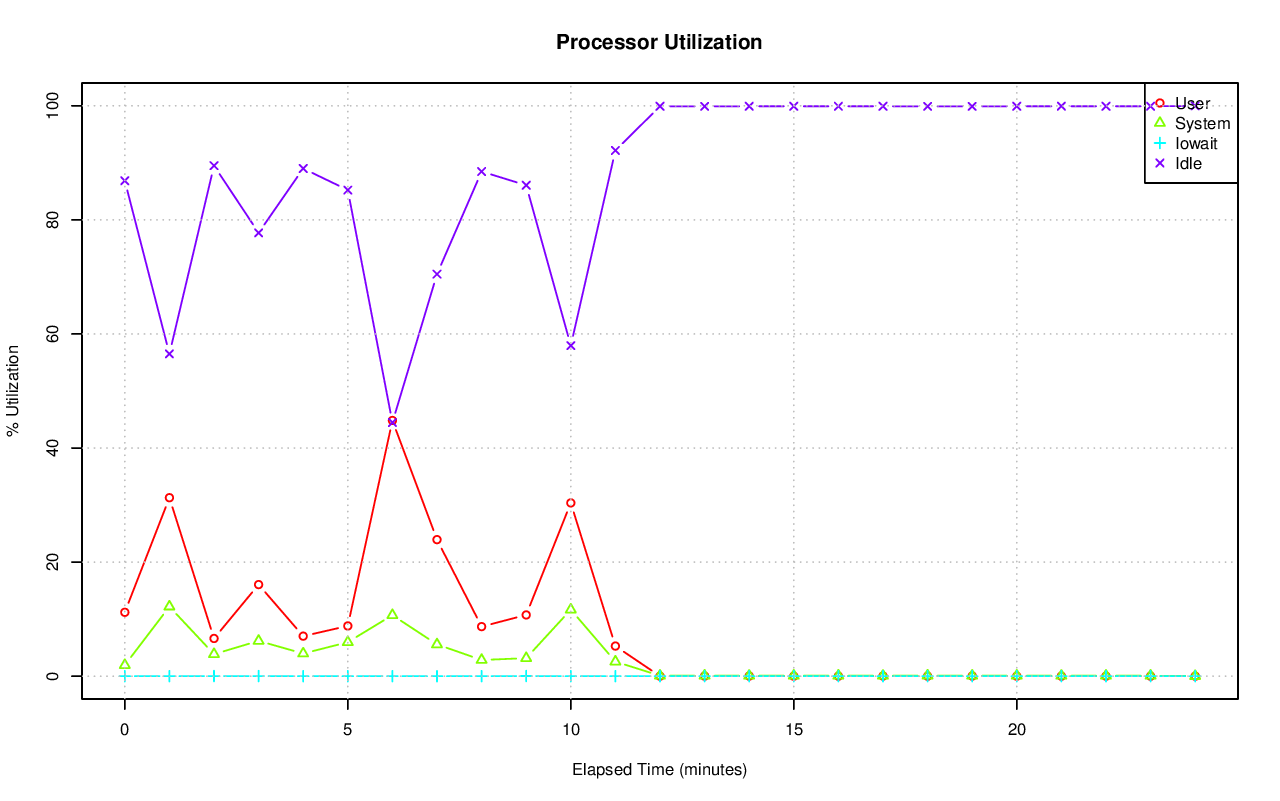 Processor Utilization
% Utilization
100
80
60
40
20
0
User
System
Iowait
Idle
0 5 10 15 20
Elapsed Time (minutes)